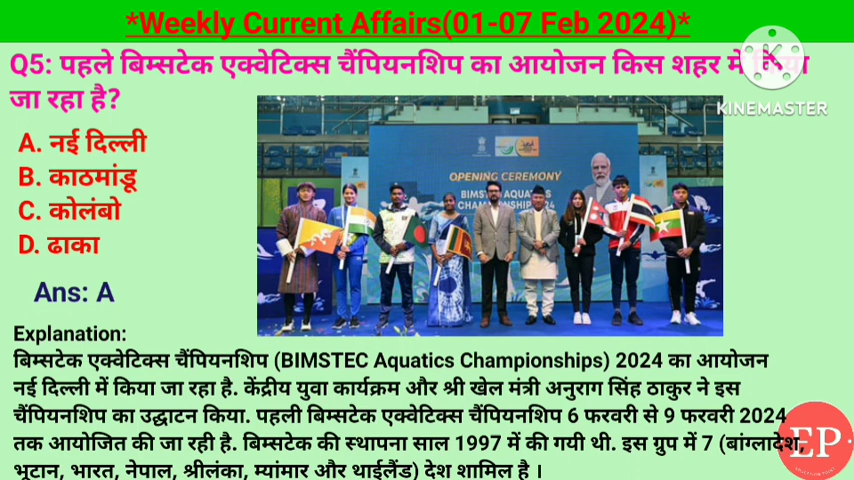 *Weekly Current Affairs(01-07 Feb 2024)*
Q5: पहले बिम्सटेक एक्वेटिक्स चैंपियनशिप का आयोजन किस शहर में किया
जा रहा है?
A. नई दिल्ली
B. काठमांडू
C. कोलंबो
D. ढाका
Ans: A
KINEMASTER
OPENING CEREMONY
BIMSTEC AQUATICS
CHAMPIONSHIP 2024
Explanation:
बिम्सटेक एक्वेटिक्स चैंपियनशिप (BIMSTEC Aquatics Championships) 2024 का आयोजन
नई दिल्ली में किया जा रहा है. केंद्रीय युवा कार्यक्रम और श्री खेल मंत्री अनुराग सिंह ठाकुर ने इस
चैंपियनशिप का उद्घाटन किया. पहली बिम्सटेक एक्वेटिक्स चैंपियनशिप 6 फरवरी से 9 फरवरी 2024
तक आयोजित की जा रही है. बिम्सटेक की स्थापना साल 1997 में की गयी थी. इस ग्रुप में 7 (बांग्लादेश,
भूटान, भारत, नेपाल, श्रीलंका, म्यांमार और थाईलैंड) देश शामिल है ।
EP